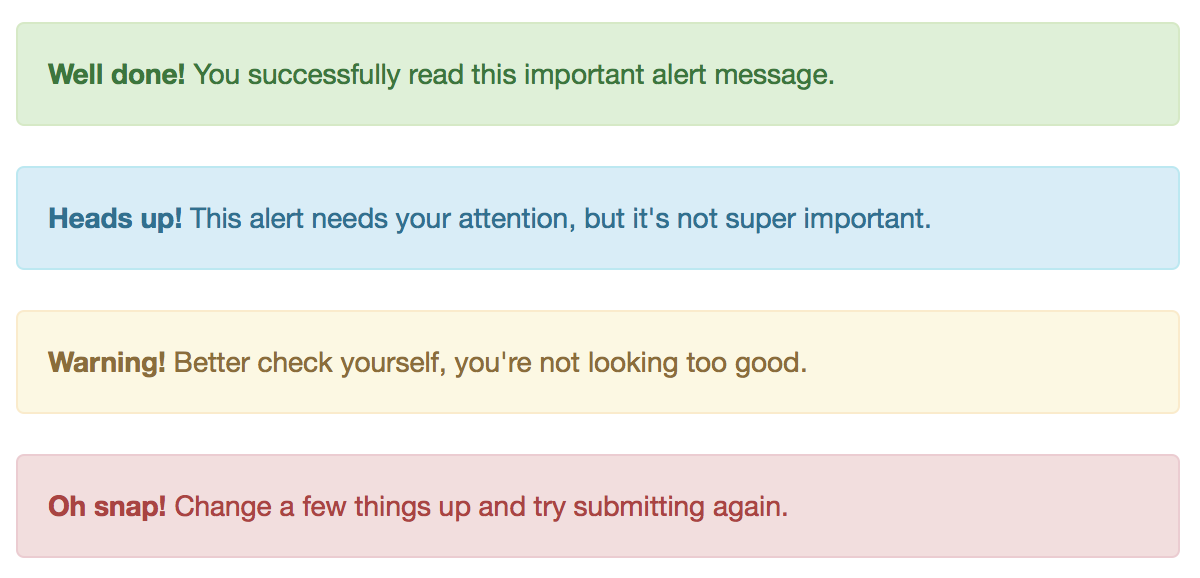 Well done! You successfully read this important alert message.
Heads up! This alert needs your attention, but it's not super important.
Warning! Better check yourself, you're not looking too good.
Oh snap! Change a few things up and try submitting again.